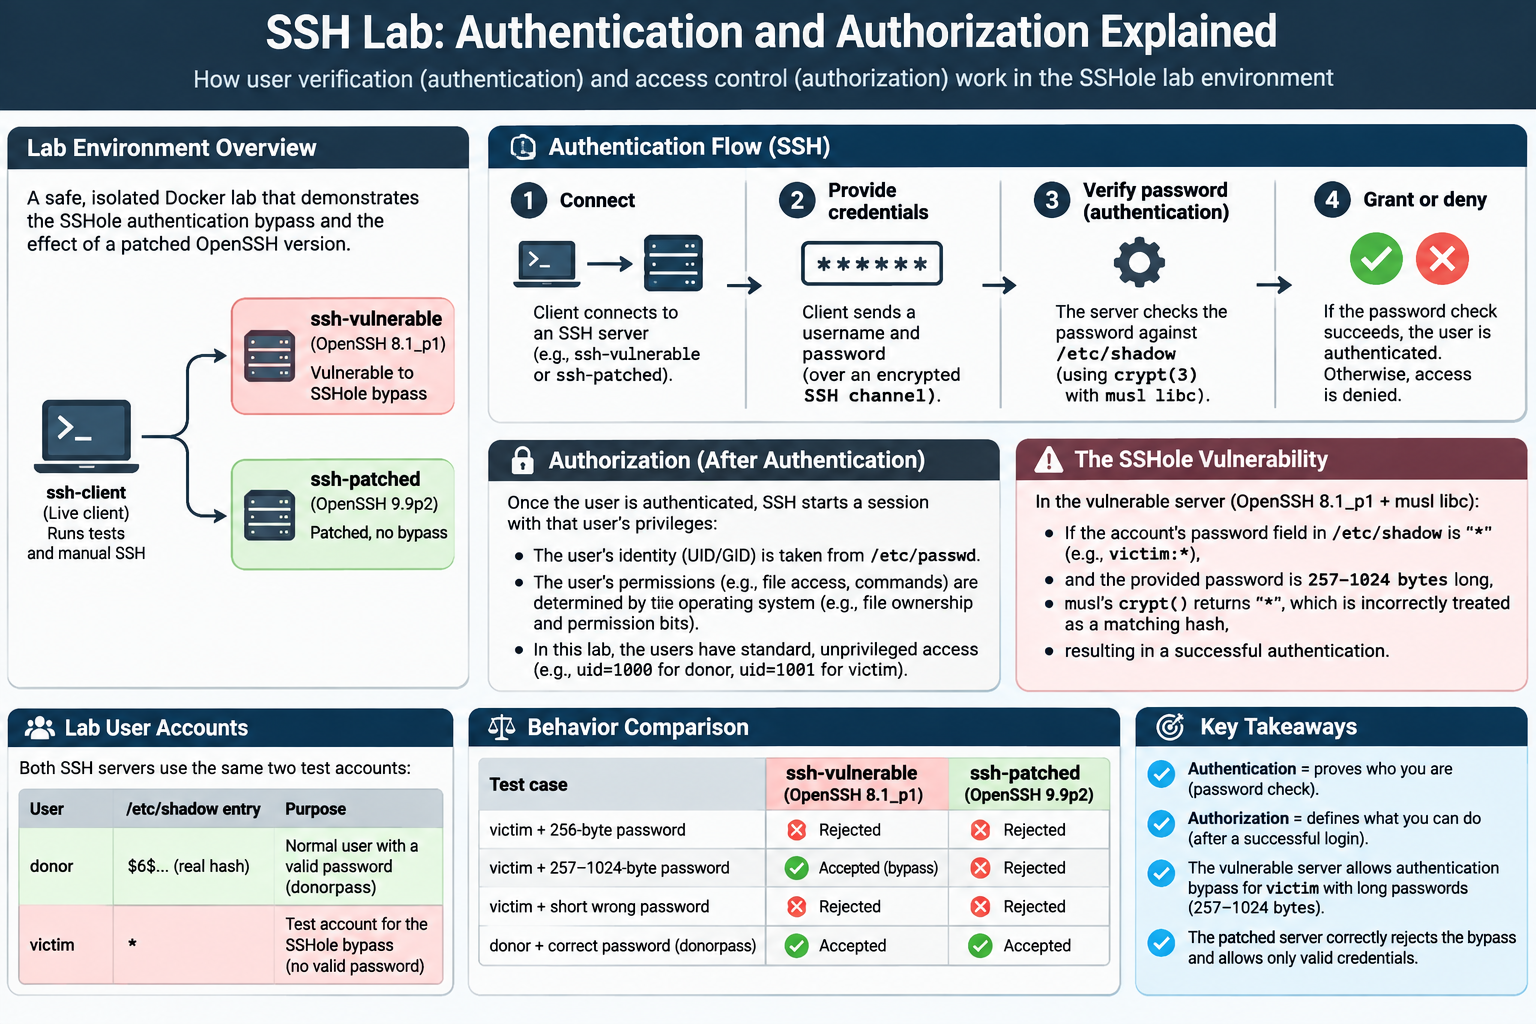 SSH Lab: Authentication and Authorization Explained
How user verification (authentication) and access control (authorization) work in the SSHole lab environment
Lab Environment Overview
A safe, isolated Docker lab that demonstrates
the SSHole authentication bypass and the
effect of a patched OpenSSH version.
ssh-vulnerable
(OpenSSH 8.1_p1)
Vulnerable to
SSHole bypass
>_
ssh-client
(Live client)
Runs tests
and manual SSH
ssh-patched
(OpenSSH 9.9p2)
Patched, no bypass
Authentication Flow (SSH)
1 Connect
>_
Client connects to
an SSH server
(e.g., ssh-vulnerable
or ssh-patched).
2 Provide
credentials
******
Client sends a
username and
password
(over an encrypted
SSH channel).
3 Verify password
(authentication)
The server checks the
password against
/etc/shadow
(using crypt(3)
with musl libc).
4 Grant or deny
If the password check
succeeds, the user is
authenticated.
Otherwise, access
is denied.
Authorization (After Authentication)
Once the user is authenticated, SSH starts a session
with that user's privileges:
• The user's identity (UID/GID) is taken from /etc/passwd.
• The user's permissions (e.g., file access, commands) are
determined by the operating system (e.g., file ownership
and permission bits).
• In this lab, the users have standard, unprivileged access
(e., uid=1000 for donor, uid=1001 for victim).
The SSHole Vulnerability
In the vulnerable server (OpenSSH 8.1_p1 + musl libc):
• If the account's password field in /etc/shadow is "*"
(e.g., victim:*),
• and the provided password is 257–1024 bytes long,
• musl's crypt() returns "*", which is incorrectly treated
as a matching hash,
• resulting in a successful authentication.
Lab User Accounts
Both SSH servers use the same two test accounts:
User /etc/shadow entry Purpose
donor $6$... (real hash) Normal user with a
valid password
(donorpass)
victim * Test account for the
SSHole bypass
(no valid password)
Behavior Comparison
Test case ssh-vulnerable (OpenSSH 8.1_p1) ssh-patched (OpenSSH 9.9p2)
victim + 256-byte password Rejected Rejected
victim + 257–1024-byte password Accepted (bypass) Rejected
victim + short wrong password Rejected Rejected
donor + correct password (donorpass) Accepted Accepted
Key Takeaways
Authentication = proves who you are
(password check).
Authorization = defines what you can do
(after a successful login).
The vulnerable server allows authentication
bypass for victim with long passwords
(257–1024 bytes).
The patched server correctly rejects the bypass
and allows only valid credentials.